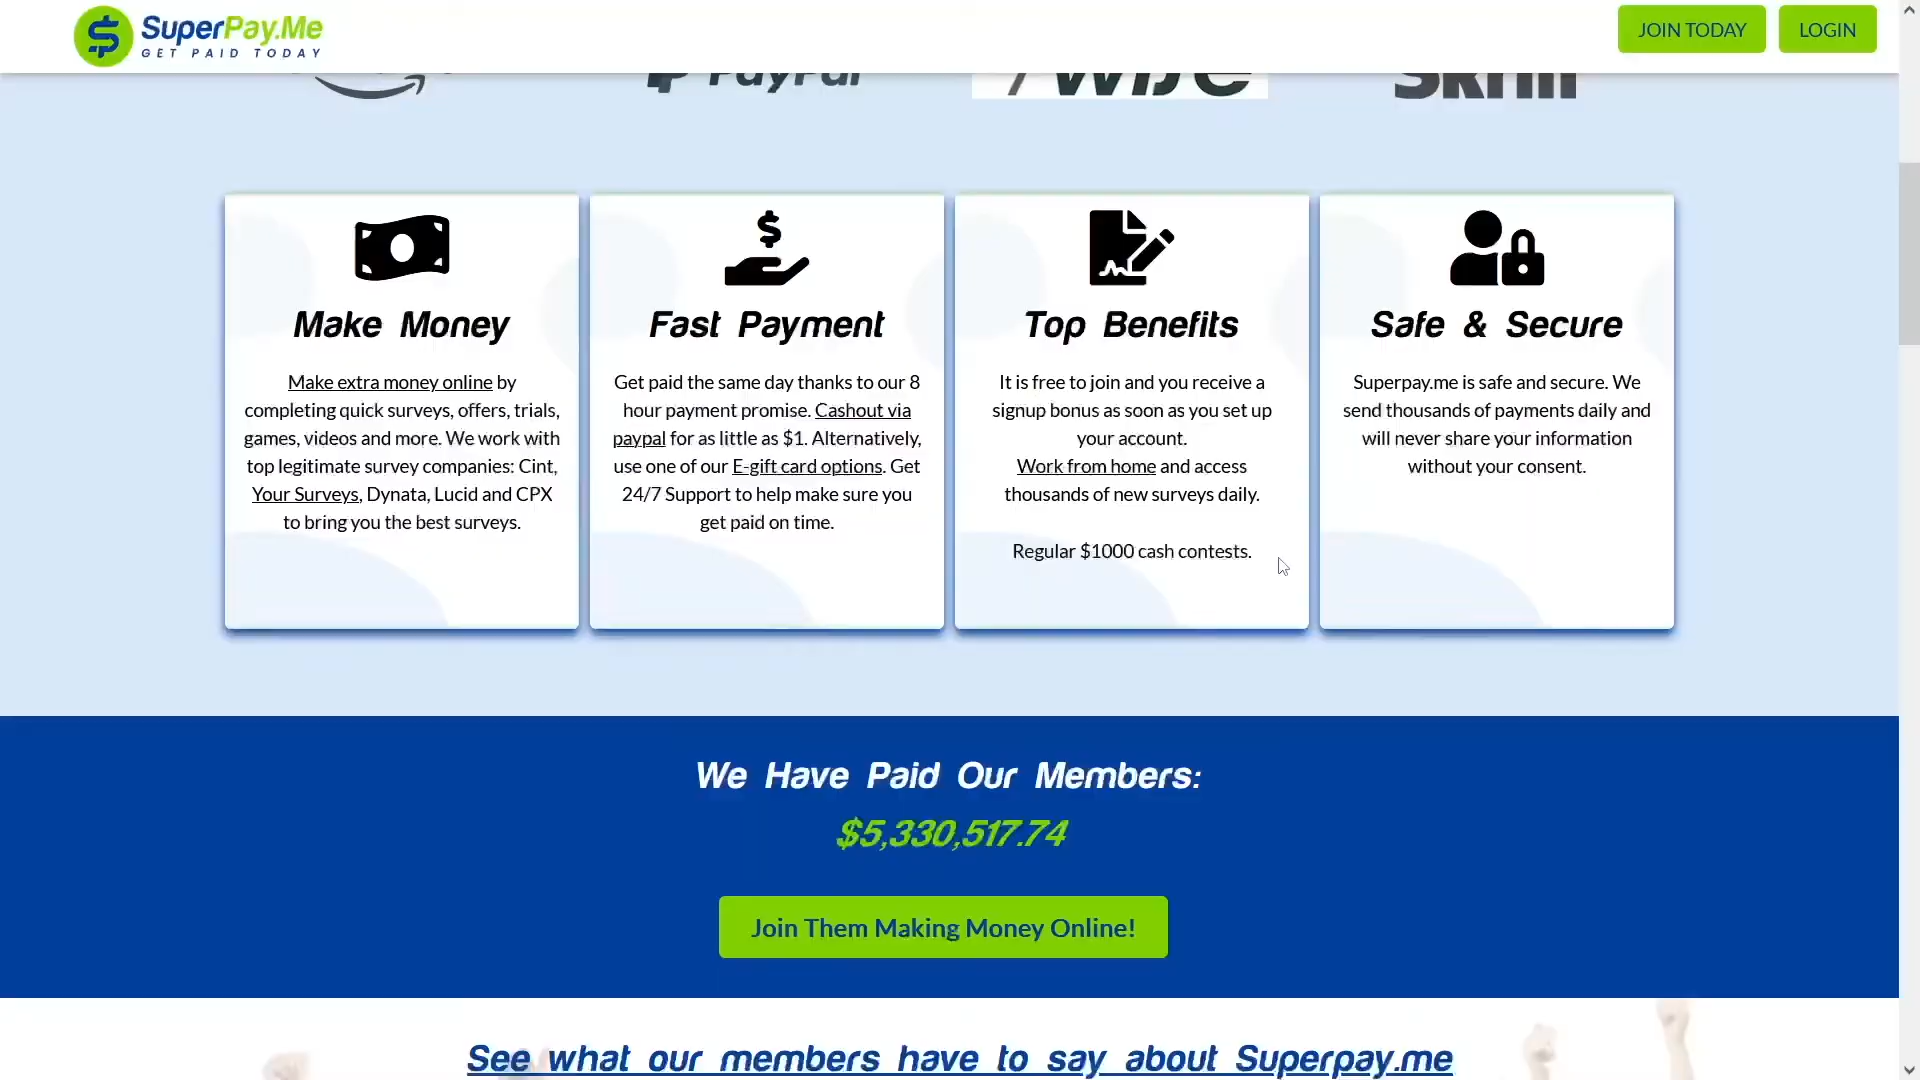 SuperPay.Me
GET PAID TODAY
JOIN TODAY
LOGIN
PayPal
Skrill
Make Money
Make extra money online by
completing quick surveys, offers, trials,
games, videos and more. We work with
top legitimate survey companies: Cint,
Your Surveys, Dynata, Lucid and CPX
to bring you the best surveys.
Fast Payment
Get paid the same day thanks to our 8
hour payment promise. Cashout via
paypal for as little as $1. Alternatively,
use one of our E-gift card options. Get
24/7 Support to help make sure you
get paid on time.
Top Benefits
It is free to join and you receive a
signup bonus as soon as you set up
your account.
Work from home and access
thousands of new surveys daily.
Regular $1000 cash contests.
Safe & Secure
Superpay.me is safe and secure. We
send thousands of payments daily and
will never share your information
without your consent.
We Have Paid Our Members:
$5,330,517.74
Join Them Making Money Online!
See what our members have to say about Superpay.me